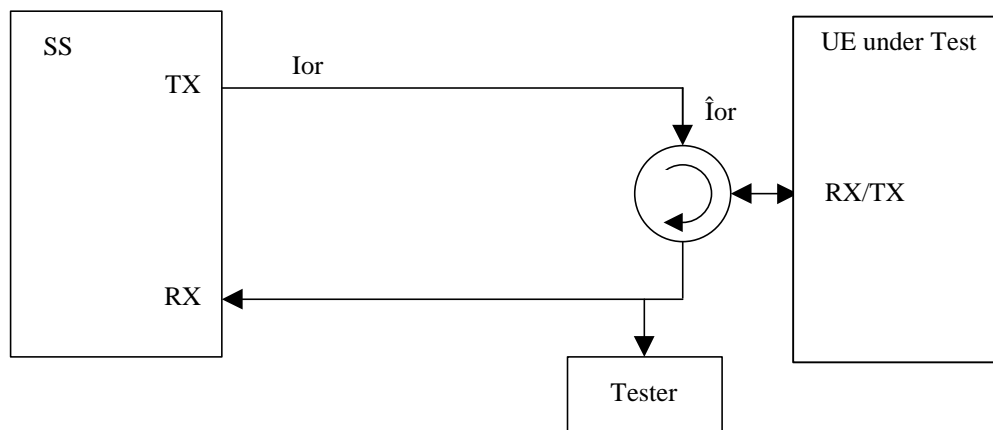 SS
UE under Test
TX
Ior
Îor
RX/TX
RX
Tester